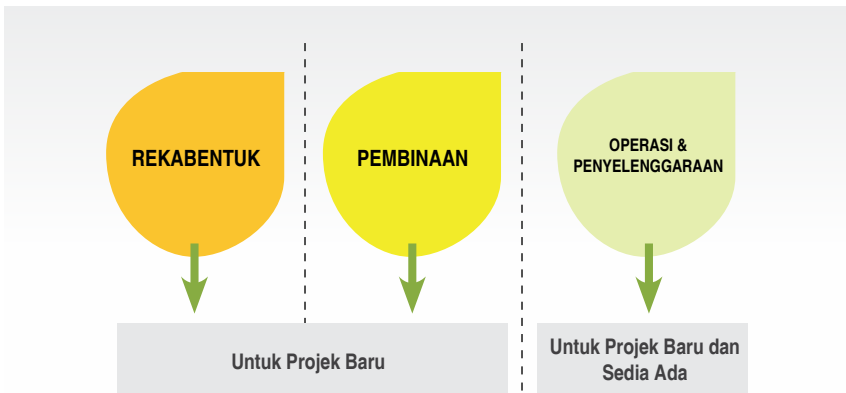 REKABENTUK
PEMBINAAN
OPERASI &
PENYELENGGARAAN
Untuk Projek Baru
Untuk Projek Baru dan
Sedia Ada